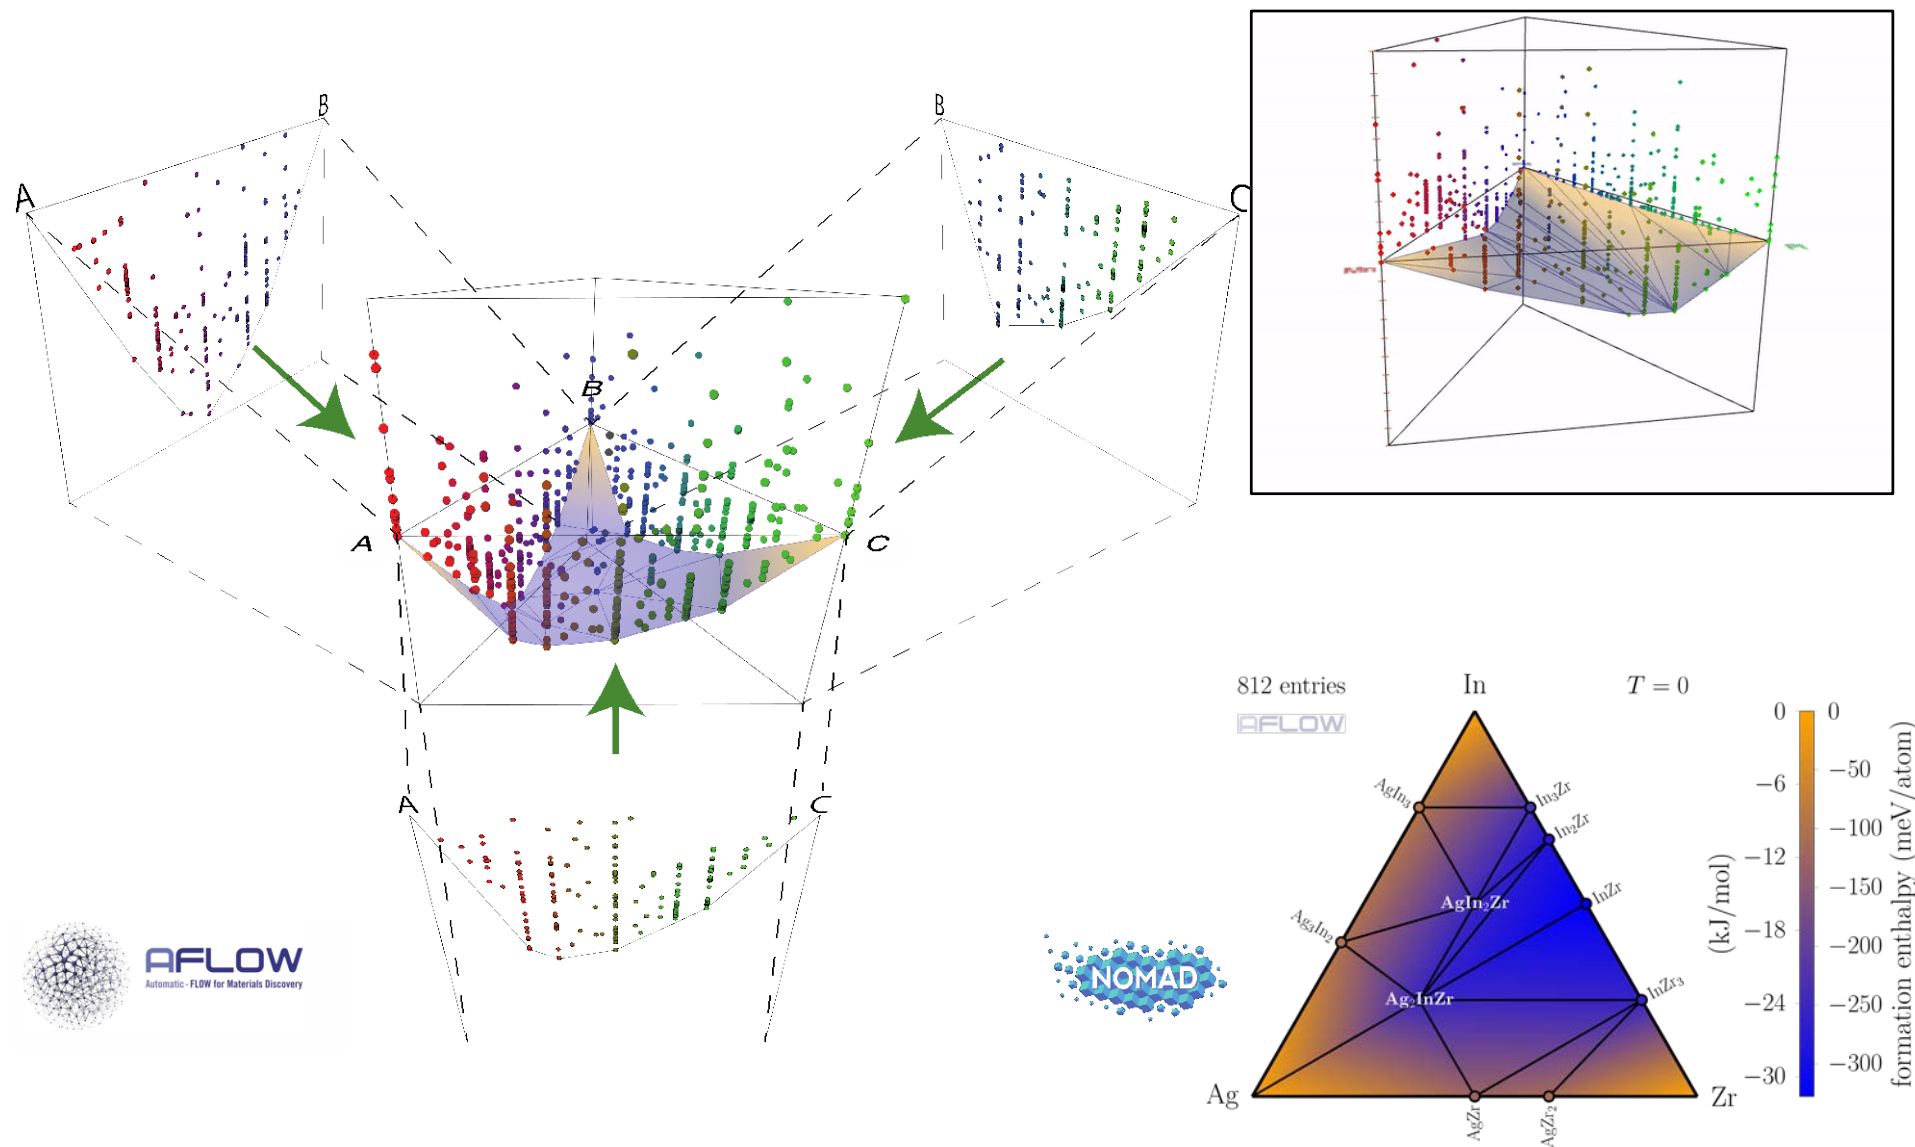 A
B
B
C
B
A
C
A
C
AFLOW
Automatic - FLOW for Materials Discovery
NOMAD
812 entries
In
T = 0
AFLOW
AgIn₃
In₃Zr
In₂Zr
AgIn₂Zr
InZr
Ag₃In₂
Ag₂InZr
InZr₃
Ag
Zr
AgZr
AgZr₂
0
−6
−12
−18
−24
−30
(kJ/mol)
0
−50
−100
−150
−200
−250
−300
formation enthalpy (meV/atom)